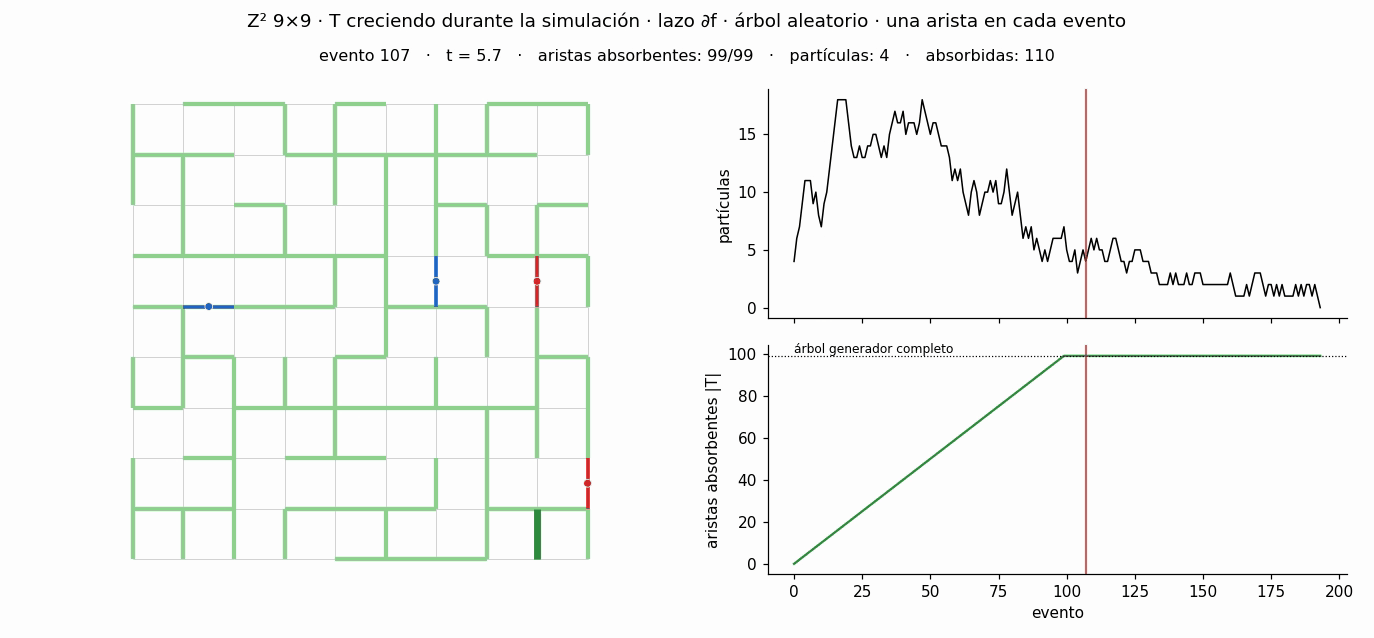 Z² 9×9 · T creciendo durante la simulación · lazo ∂f · árbol aleatorio · una arista en cada evento
evento 107 · t = 5.7 · aristas absorbentes: 99/99 · partículas: 4 · absorbidas: 110
partículas
15
10
5
0
árbol generador completo
aristas absorbentes |T|
100
80
60
40
20
0
0 25 50 75 100 125 150 175 200
evento